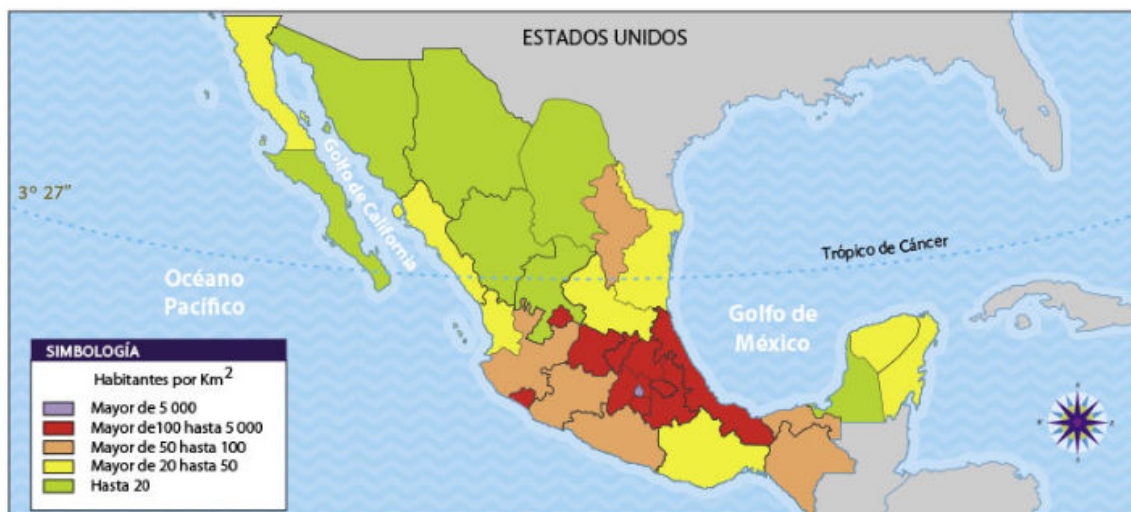 ESTADOS UNIDOS
3° 27”
Golfo de California
Trópico de Cáncer
Océano
Pacífico
Golfo de
México
SIMBOLOGÍA
Habitantes por Km2
Mayor de 5 000
Mayor de100 hasta 5 000
Mayor de 50 hasta 100
Mayor de 20 hasta 50
Hasta 20